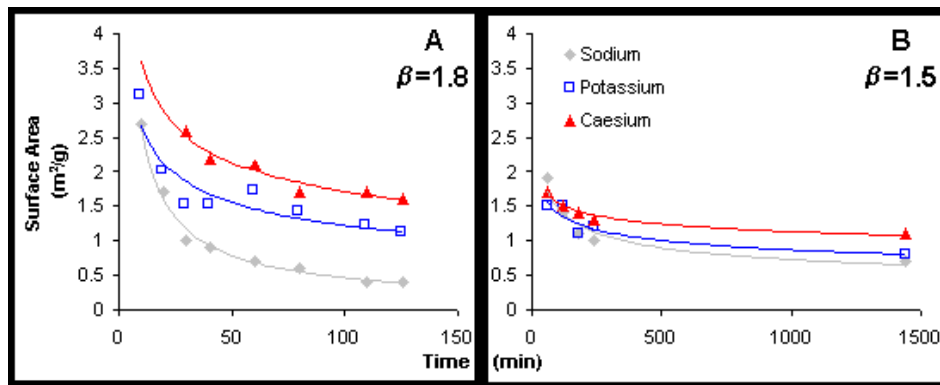 A
β=1.8
Surface Area
(m²/g)
4
3.5
3
2.5
2
1.5
1
0.5
0
0
50
100
150
Time
B
β=1.5
Sodium
Potassium
Caesium
4
3.5
3
2.5
2
1.5
1
0.5
0
0
500
1000
1500
(min)